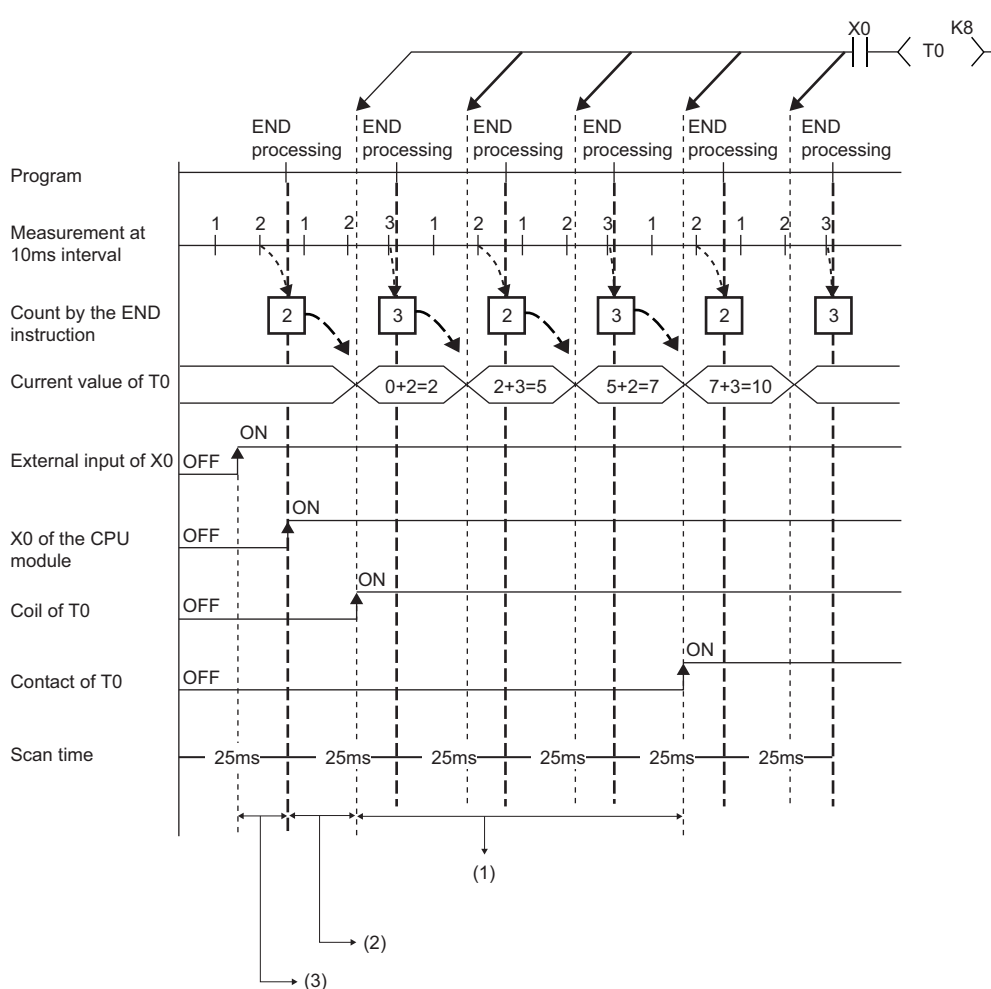 X0
K8
T0
END processing
END processing
END processing
END processing
END processing
END processing
Program
1 2 1 2 3 1 2 1 2 3 1 2 1 2 3
Measurement at
10ms interval
Count by the END
instruction
2 3 2 3 2 3
Current value of T0
0+2=2 2+3=5 5+2=7 7+3=10
ON
External input of X0 OFF
ON
X0 of the CPU
module
OFF
ON
Coil of T0 OFF
ON
Contact of T0 OFF
Scan time 25ms 25ms 25ms 25ms 25ms 25ms
(1)
(2)
(3)